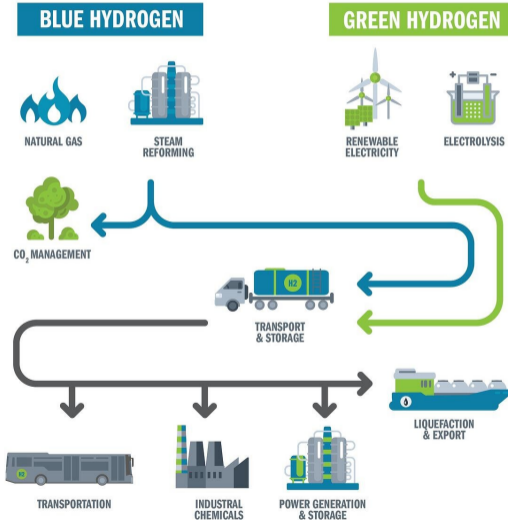 BLUE HYDROGEN
GREEN HYDROGEN
NATURAL GAS
STEAM
REFORMING
RENEWABLE
ELECTRICITY
ELECTROLYSIS
CO₂ MANAGEMENT
H2
TRANSPORT
& STORAGE
LIQUEFACTION
& EXPORT
H2
TRANSPORTATION
INDUSTRIAL
CHEMICALS
POWER GENERATION
& STORAGE